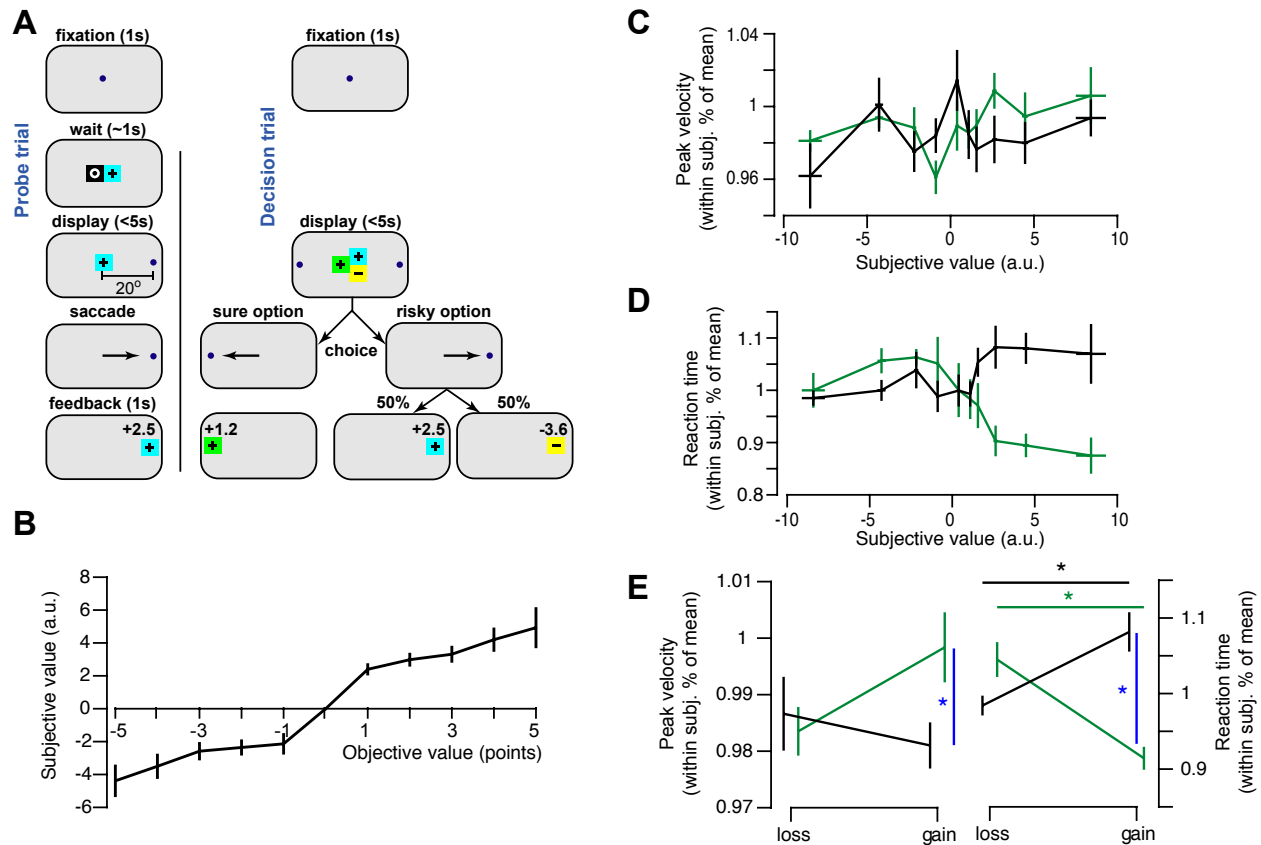 A
Probe trial
fixation (1s)
wait (~1s)
+
display (<5s)
+
20o
saccade
feedback (1s)
+2.5
+
Decision trial
fixation (1s)
display (<5s)
+ + −
sure option
risky option
choice
50% 50%
+1.2
+
+2.5
+
-3.6
−
B
Subjective value (a.u.)
8
6
4
2
0
-2
-4
-6
-5 -3 -1 1 3 5
Objective value (points)
C
Peak velocity
(within subj. % of mean)
1.04
1
0.96
-10 -5 0 5 10
Subjective value (a.u.)
D
Reaction time
(within subj. % of mean)
1.1
1
0.9
0.8
-10 -5 0 5 10
Subjective value (a.u.)
E
Peak velocity
(within subj. % of mean)
1.01
1
0.99
0.98
0.97
*
loss gain
*
*
*
loss gain
1.1
1
0.9
Reaction time
(within subj. % of mean)